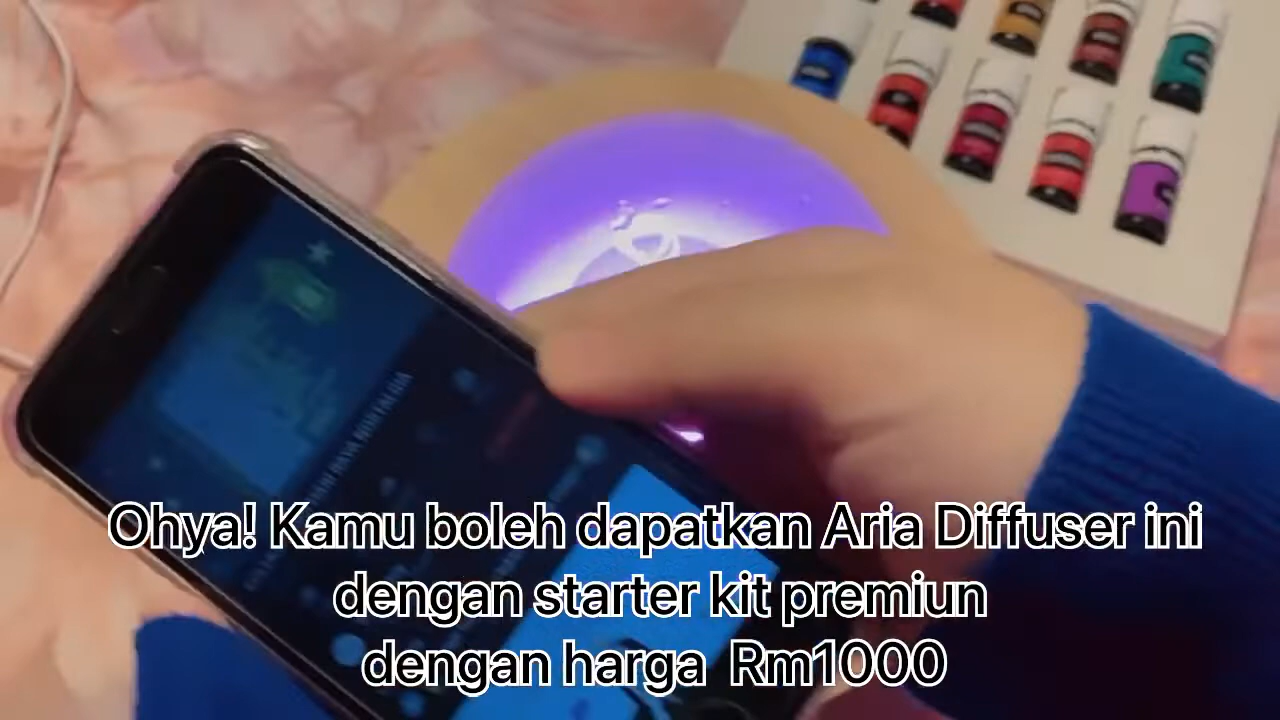 Ohya! Kamu boleh dapatkan Aria Diffuser ini
dengan starter kit premiun
dengan harga Rm1000